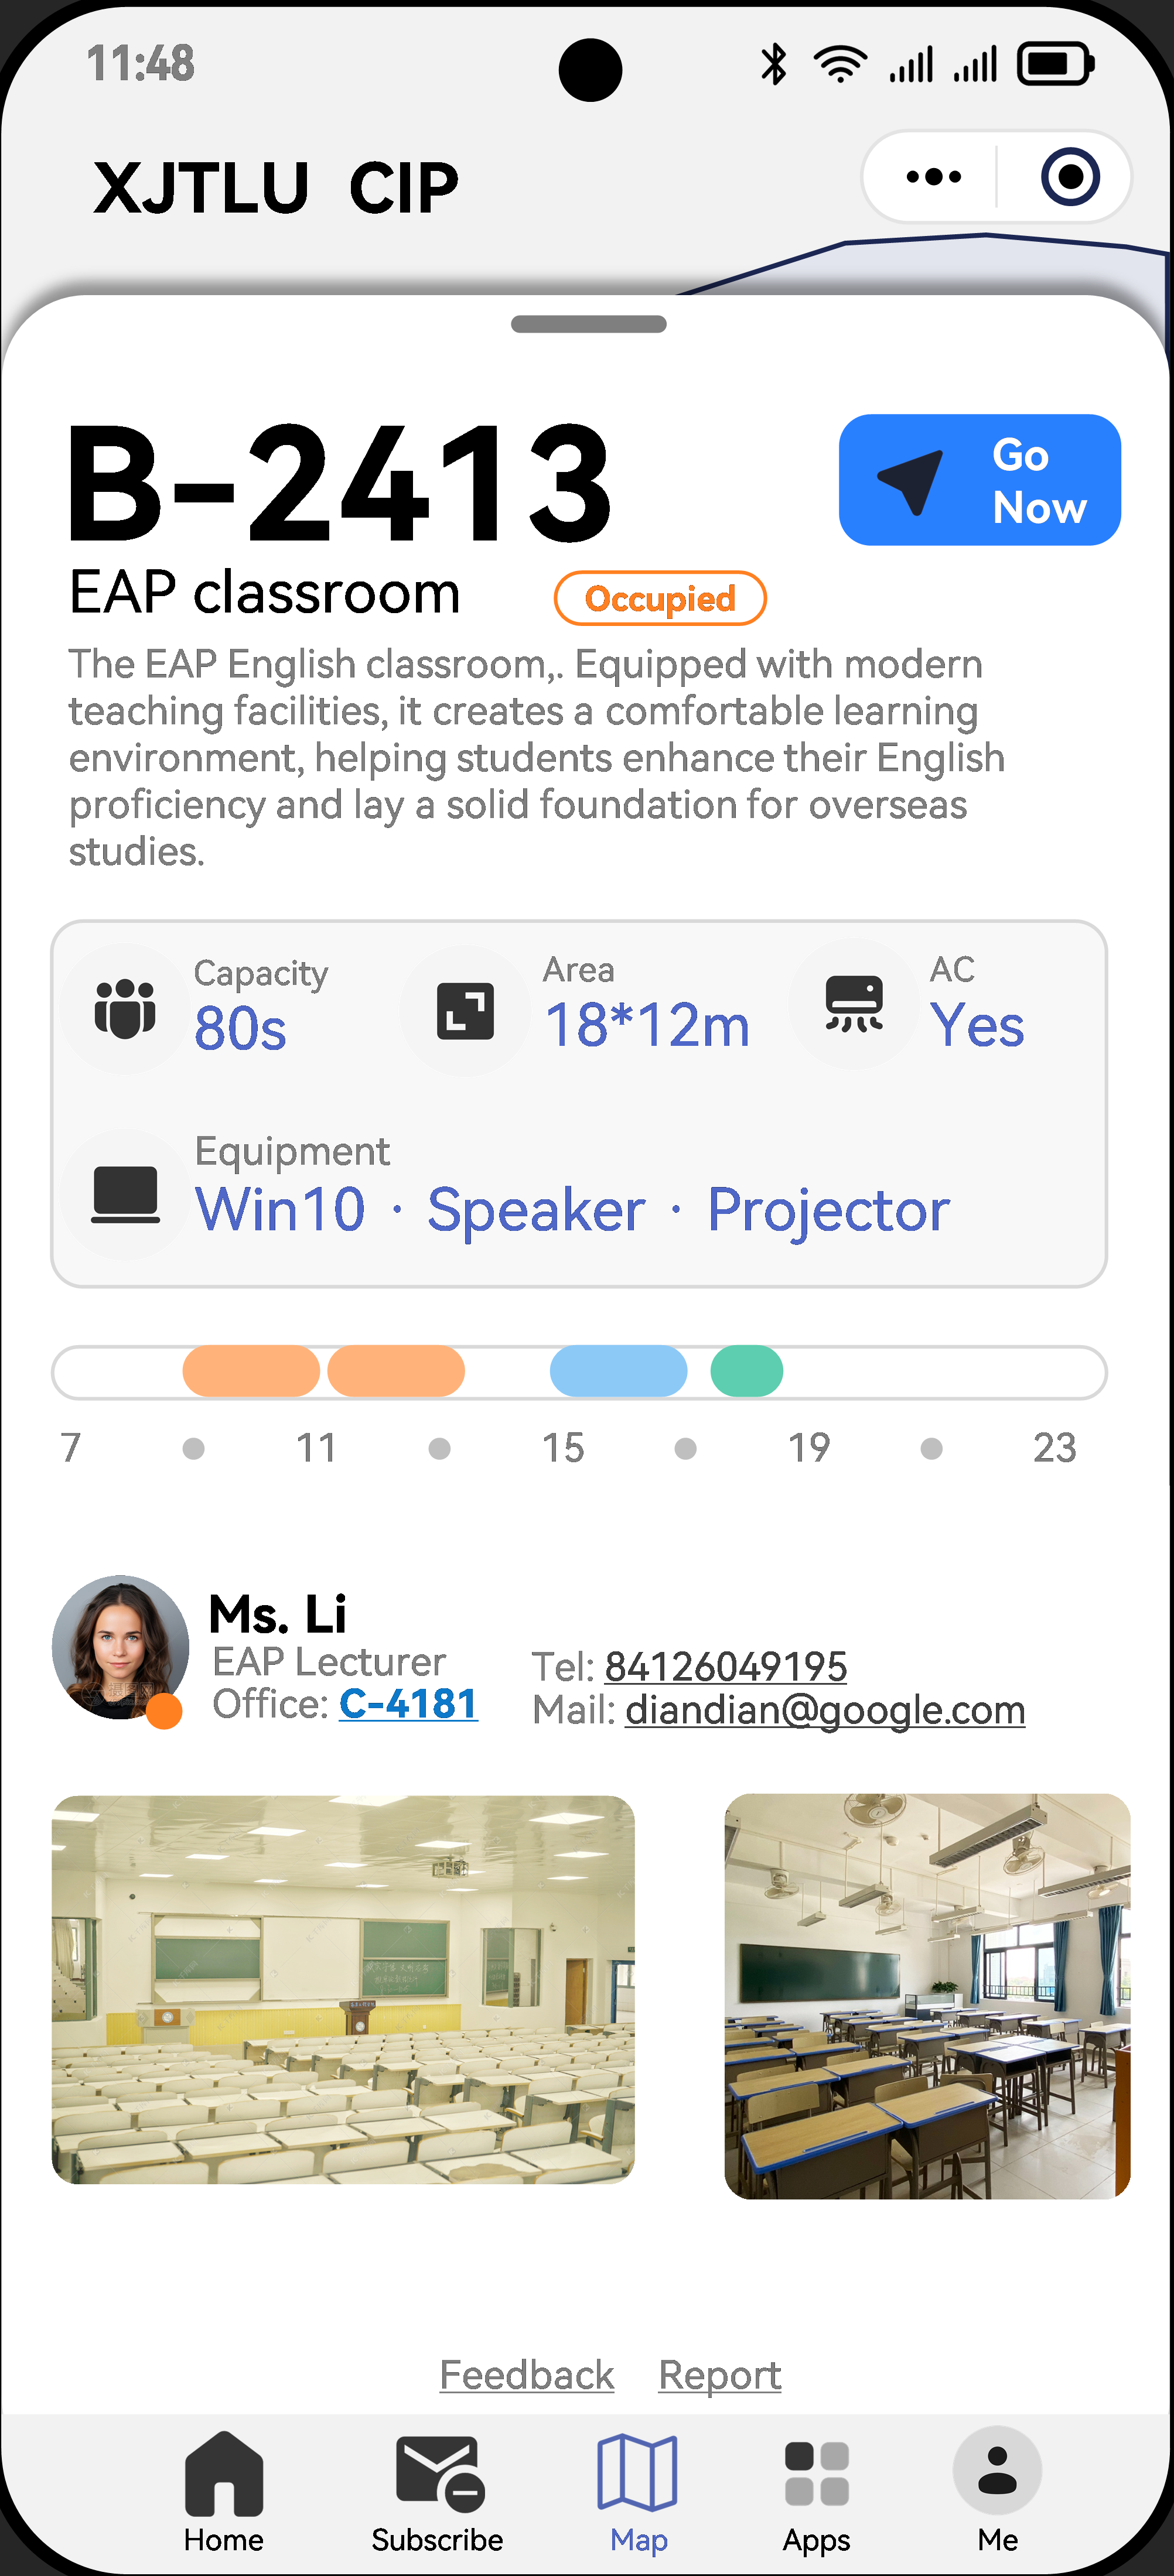 11:48
XJTLU CIP
B-2413
Go
Now
EAP classroom
Occupied
The EAP English classroom,. Equipped with modern
teaching facilities, it creates a comfortable learning
environment, helping students enhance their English
proficiency and lay a solid foundation for overseas
studies.
Capacity
80s
Area
18*12m
AC
Yes
Equipment
Win10 · Speaker · Projector
7 11 15 19 23
Ms. Li
EAP Lecturer
Office: C-4181
Tel: 84126049195
Mail: diandian@google.com
Feedback Report
Home Subscribe Map Apps Me